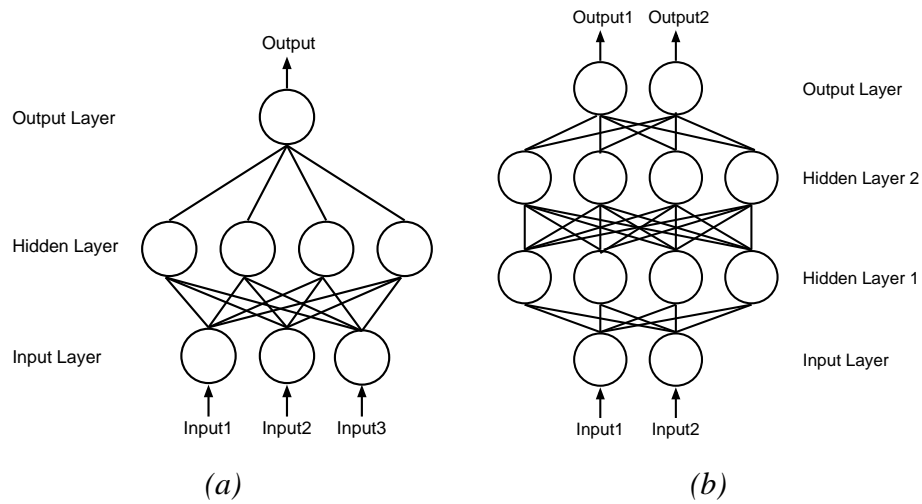 Output
Output Layer
Hidden Layer
Input Layer
Input1 Input2 Input3
(a)
Output1 Output2
Output Layer
Hidden Layer 2
Hidden Layer 1
Input Layer
Input1 Input2
(b)